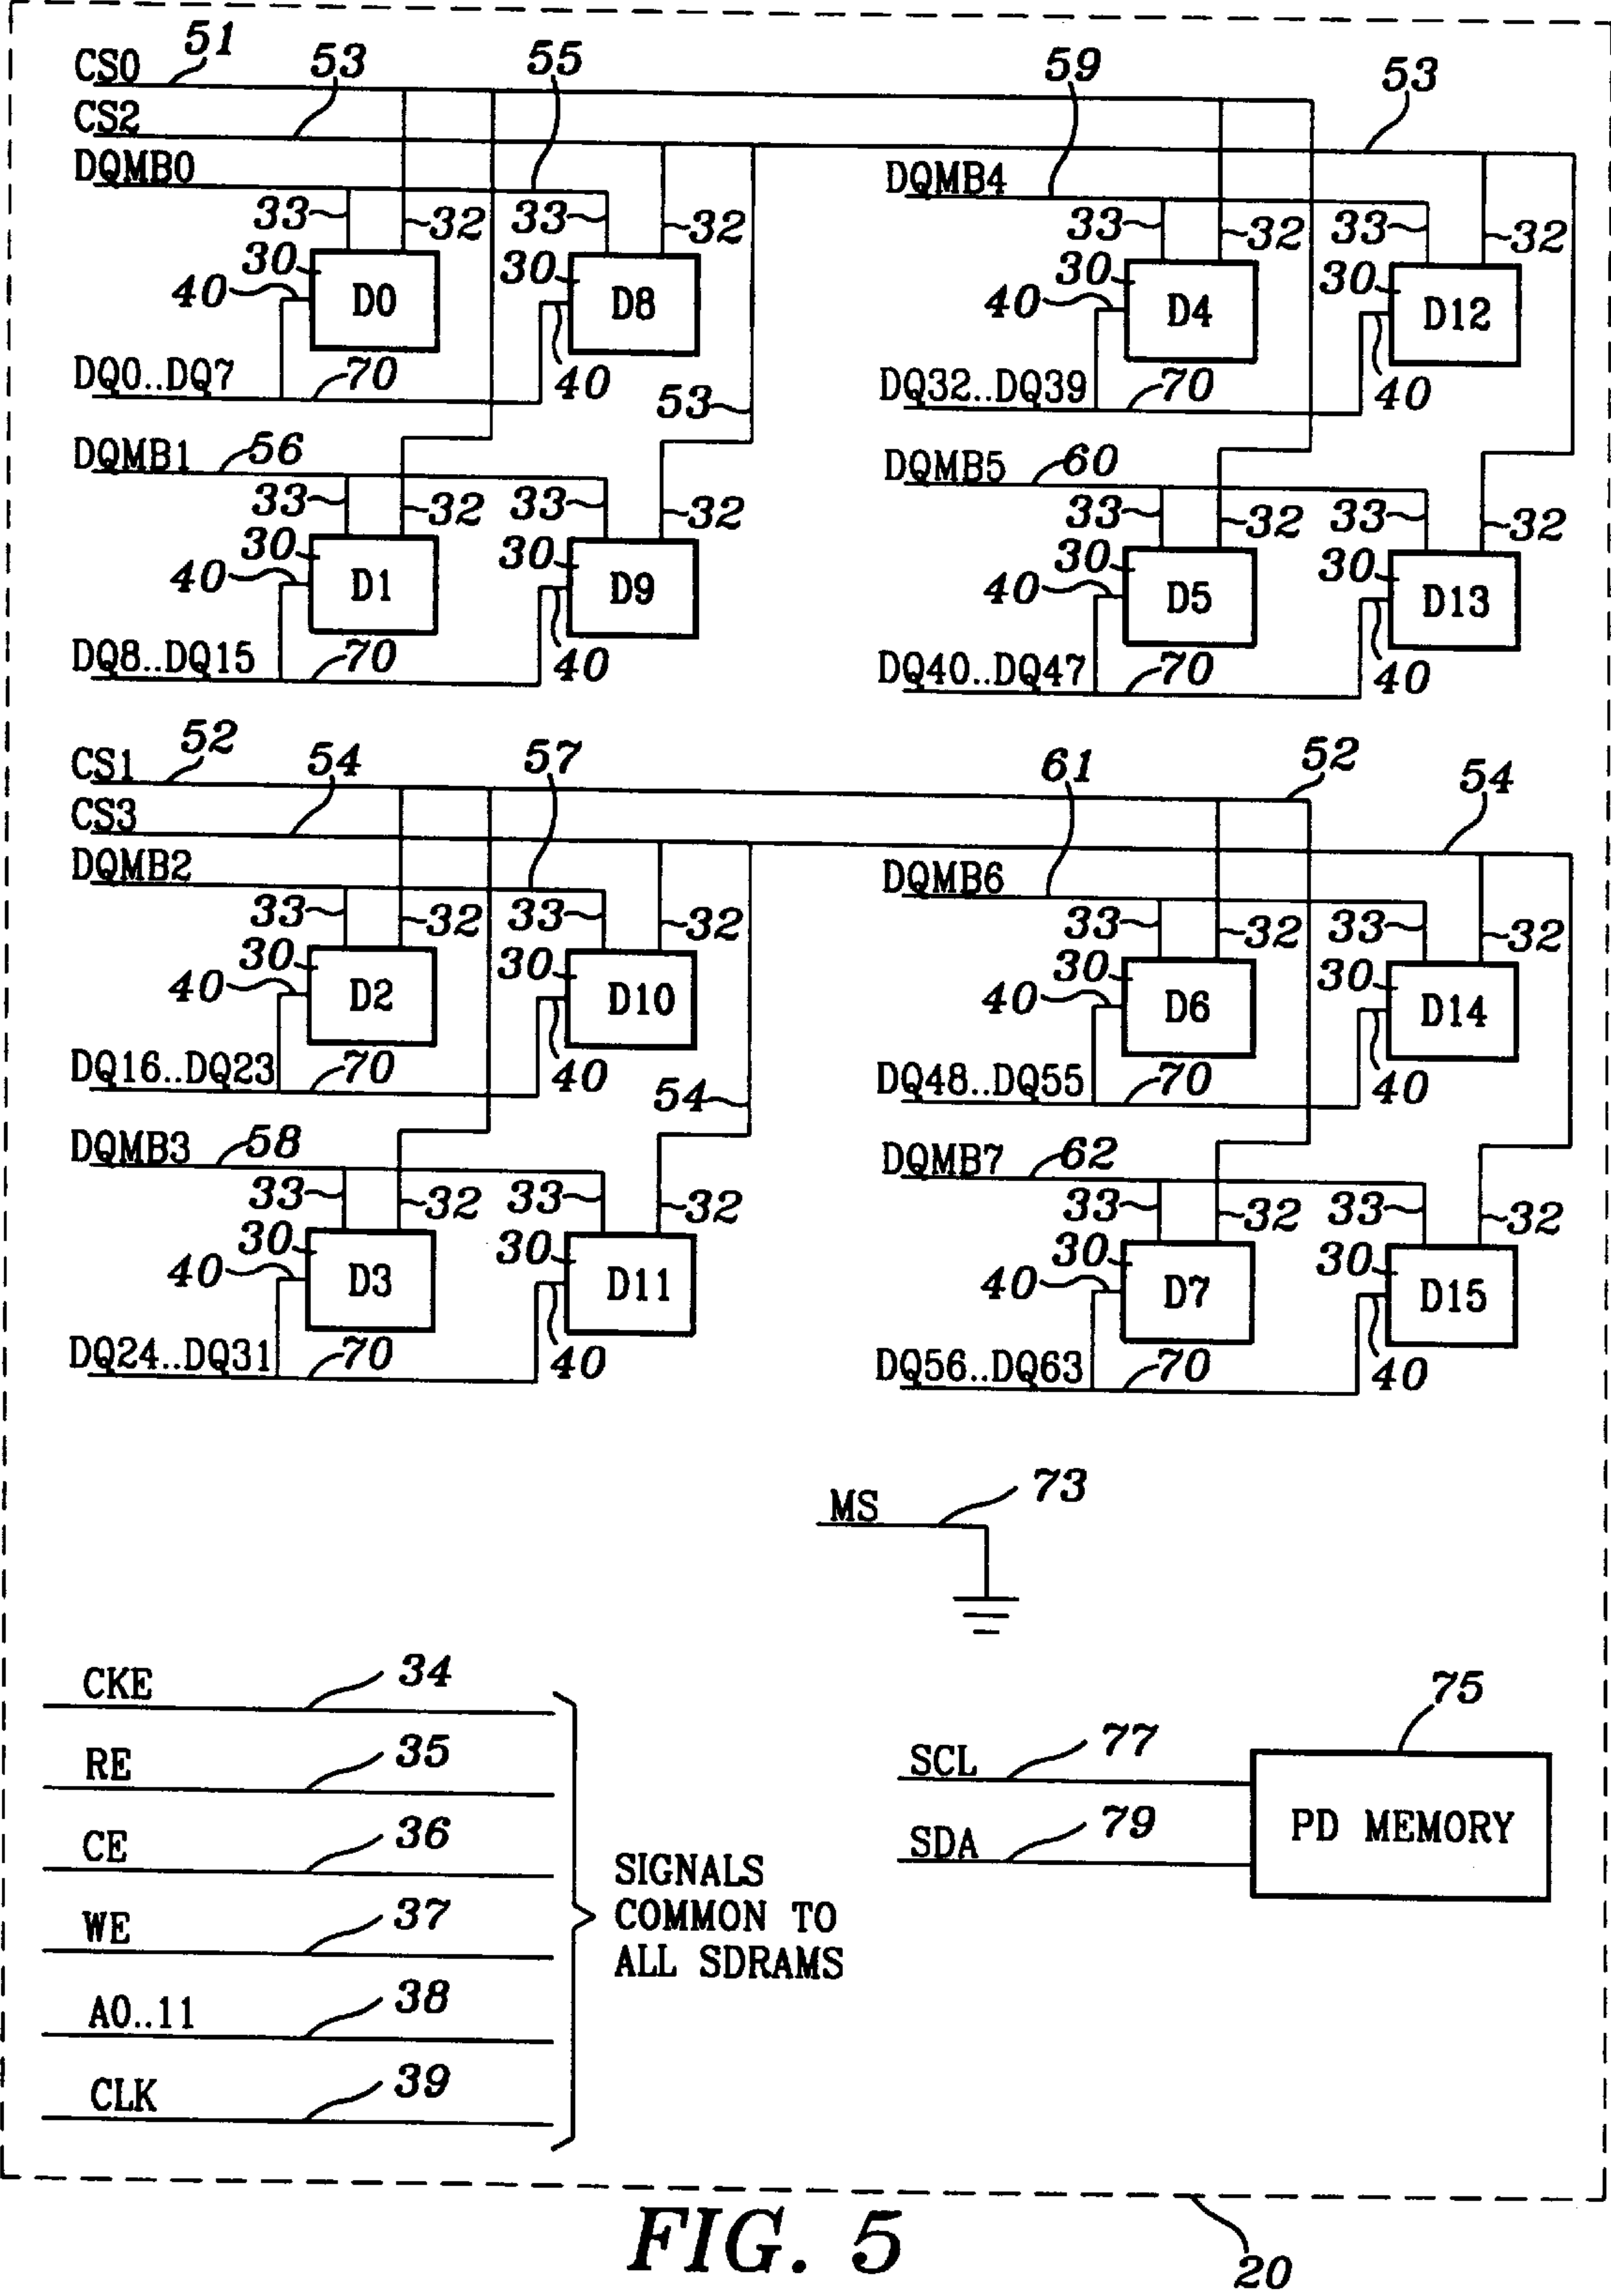 CS0 51 53 55 59 53
CS2
DQMB0 DQMB4
33 32 33 32 33 32 33 32
30 30 30 30
40 D0 D8 40 D4 D12
DQ0..DQ7 70 40 53 DQ32..DQ39 70 40
DQMB1 56 DQMB5 60
33 32 33 32 33 32 33 32
30 30 30 30
40 D1 D9 40 D5 D13
DQ8..DQ15 70 40 DQ40..DQ47 70 40
CS1 52 54 57 61 52 54
CS3
DQMB2 DQMB6
33 32 33 32 33 32 33 32
30 30 30 30
40 D2 D10 40 D6 D14
DQ16..DQ23 70 40 54 DQ48..DQ55 70 40
DQMB3 58 DQMB7 62
33 32 33 32 33 32 33 32
30 30 30 30
40 D3 D11 40 D7 D15
DQ24..DQ31 70 40 DQ56..DQ63 70 40
MS 73
CKE 34
RE 35
CE 36
WE 37
A0..11 38
CLK 39
SIGNALS
COMMON TO
ALL SDRAMS
75
SCL 77
SDA 79
PD MEMORY
20
FIG. 5